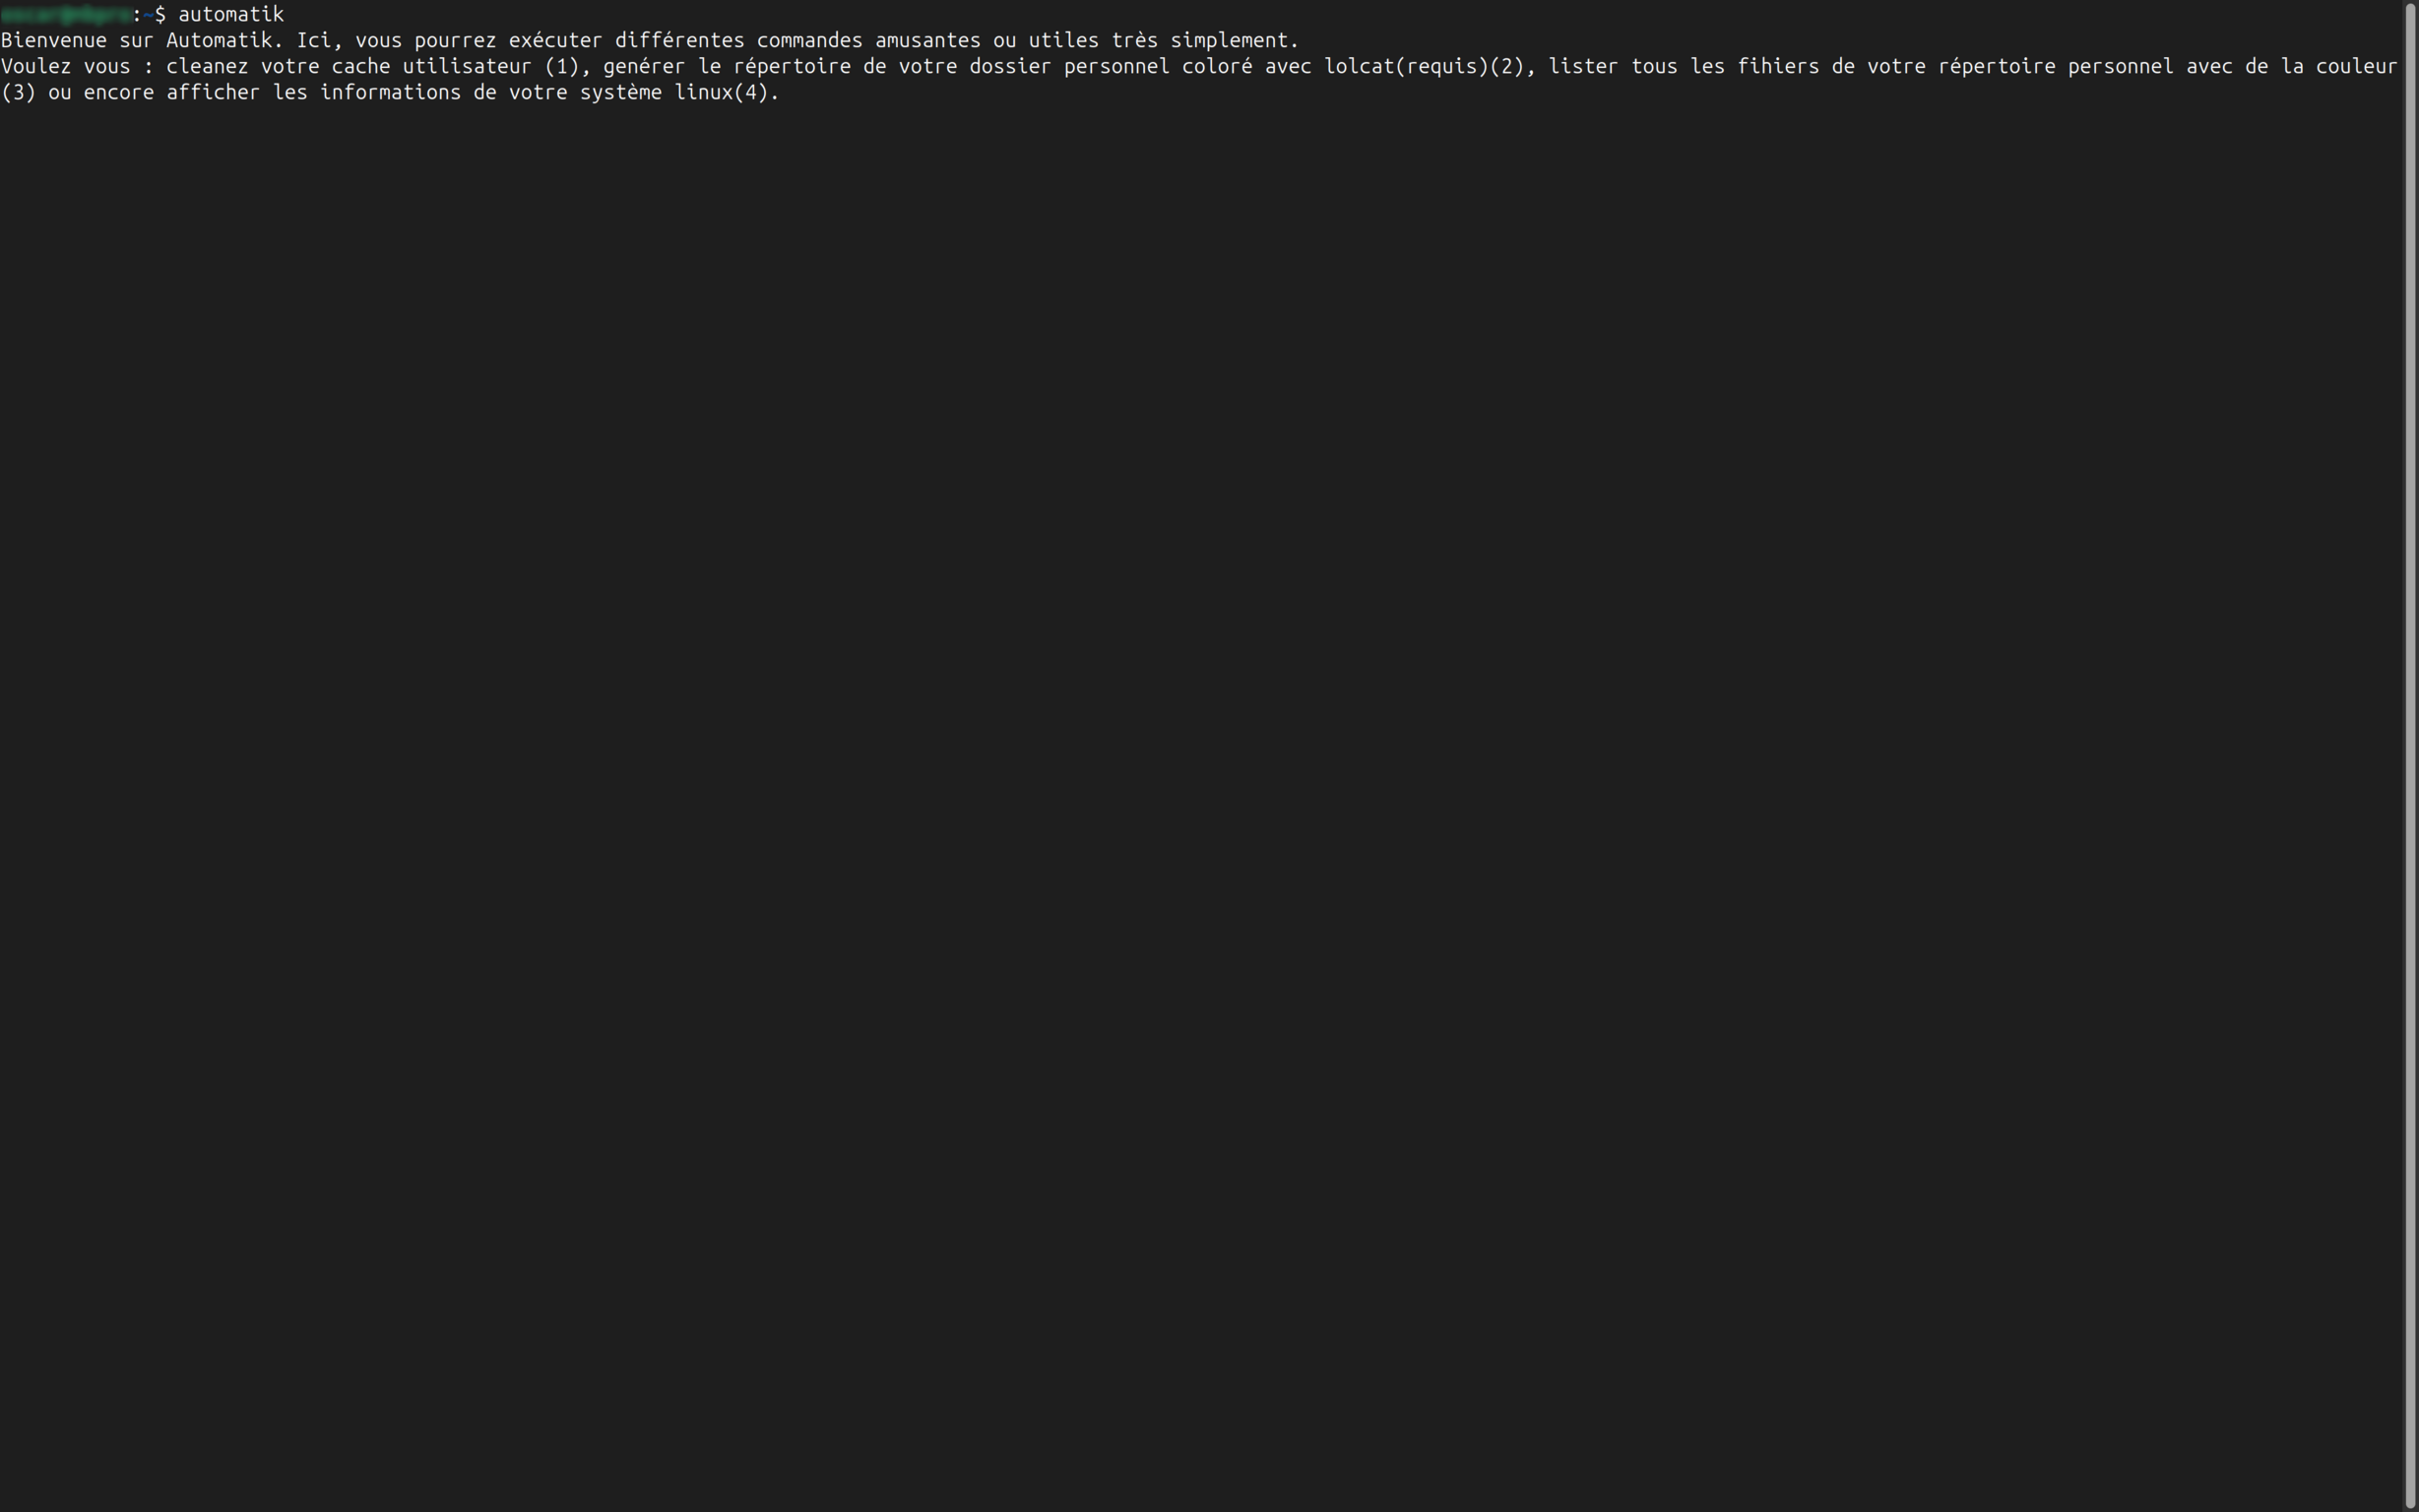 :~$ automatik
Bienvenue sur Automatik. Ici, vous pourrez exécuter différentes commandes amusantes ou utiles très simplement.
Voulez vous : cleanez votre cache utilisateur (1), genérer le répertoire de votre dossier personnel coloré avec lolcat(requis)(2), lister tous les fihiers de votre répertoire personnel avec de la couleur
(3) ou encore afficher les informations de votre système linux(4).